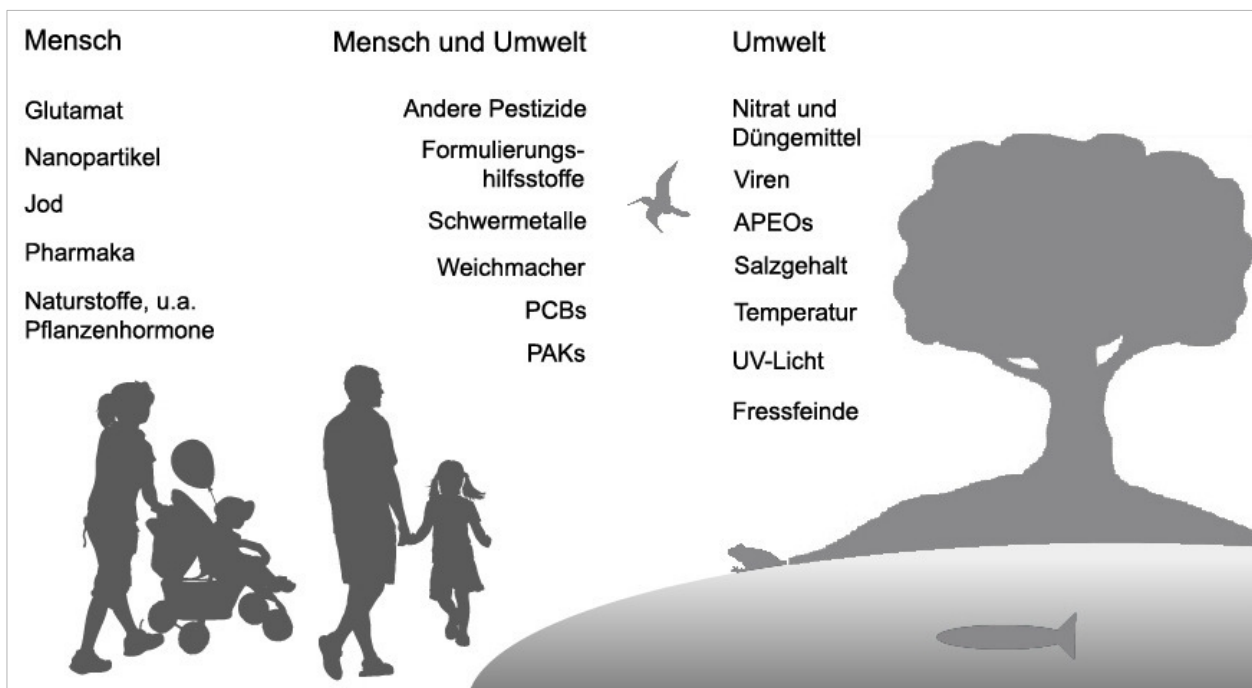 Mensch
Glutamat
Nanopartikel
Jod
Pharmaka
Naturstoffe, u.a.
Pflanzenhormone
Mensch und Umwelt
Andere Pestizide
Formulierungs-
hilfsstoffe
Schwermetalle
Weichmacher
PCBs
PAKs
Umwelt
Nitrat und
Düngemittel
Viren
APEOs
Salzgehalt
Temperatur
UV-Licht
Fressfeinde